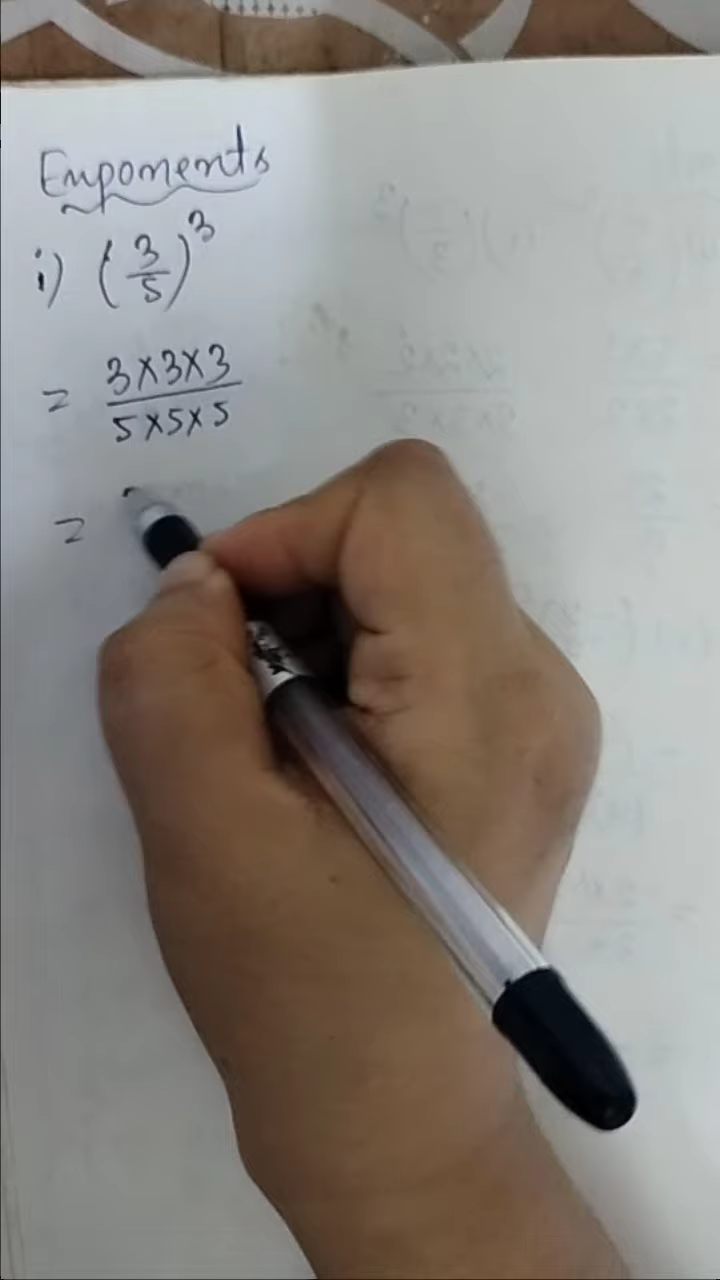 Exponents
i) (3/5)³
= 3×3×3 / 5×5×5
=